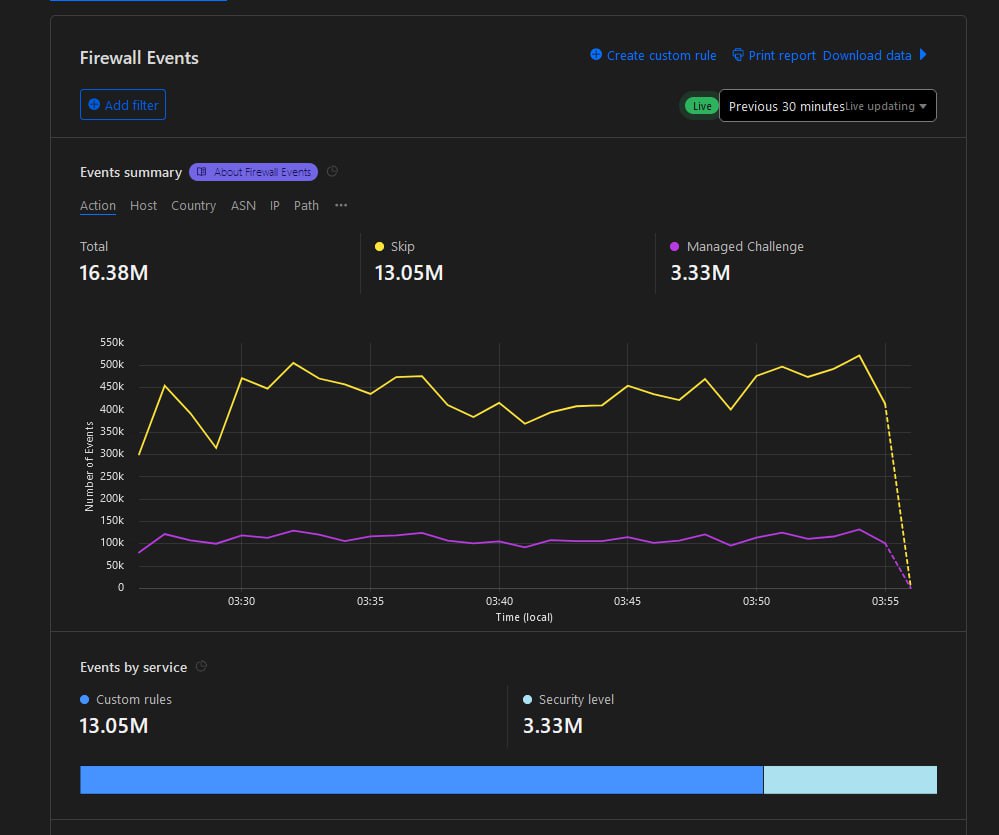 Firewall Events
Create custom rule Print report Download data
Add filter
Live Previous 30 minutes Live updating
Events summary About Firewall Events
Action Host Country ASN IP Path ...
Total Skip Managed Challenge
16.38M 13.05M 3.33M
550k
500k
450k
400k
350k
300k
250k
200k
150k
100k
50k
0
Number of Events
03:30 03:35 03:40 03:45 03:50 03:55
Time (local)
Events by service
Custom rules Security level
13.05M 3.33M